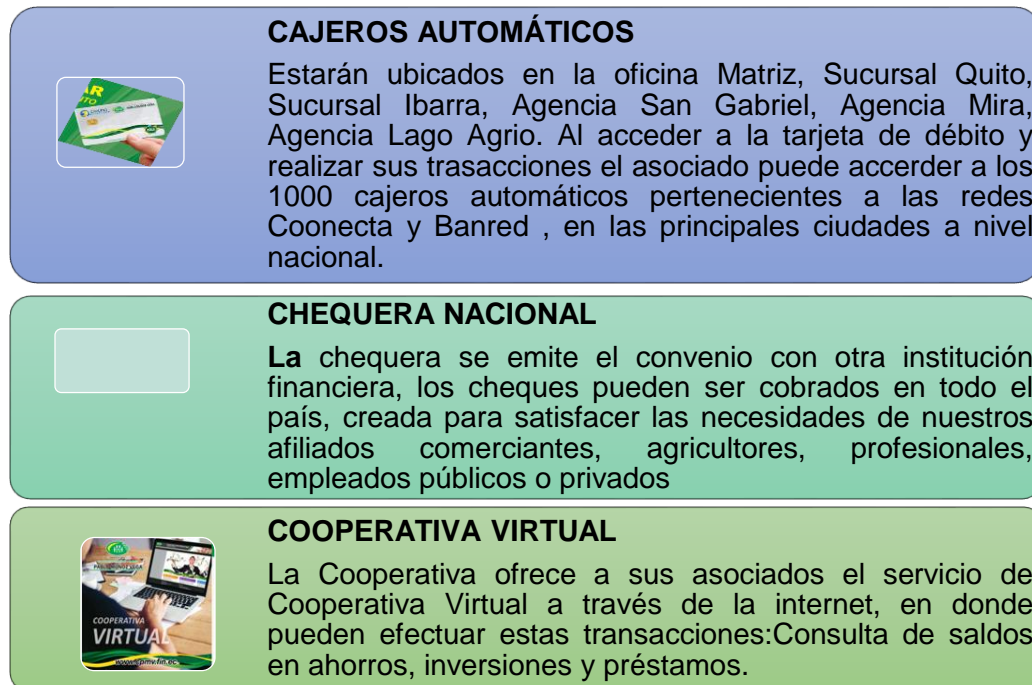 CAJEROS AUTOMÁTICOS
Estarán ubicados en la oficina Matriz, Sucursal Quito,
Sucursal Ibarra, Agencia San Gabriel, Agencia Mira,
Agencia Lago Agrio. Al acceder a la tarjeta de débito y
realizar sus trasacciones el asociado puede accerder a los
1000 cajeros automáticos pertenecientes a las redes
Coonecta y Banred , en las principales ciudades a nivel
nacional.
CHEQUERA NACIONAL
La chequera se emite el convenio con otra institución
financiera, los cheques pueden ser cobrados en todo el
país, creada para satisfacer las necesidades de nuestros
afiliados comerciantes, agricultores, profesionales,
empleados públicos o privados
COOPERATIVA
VIRTUAL
COOPERATIVA VIRTUAL
La Cooperativa ofrece a sus asociados el servicio de
Cooperativa Virtual a través de la internet, en donde
pueden efectuar estas transacciones:Consulta de saldos
en ahorros, inversiones y préstamos.